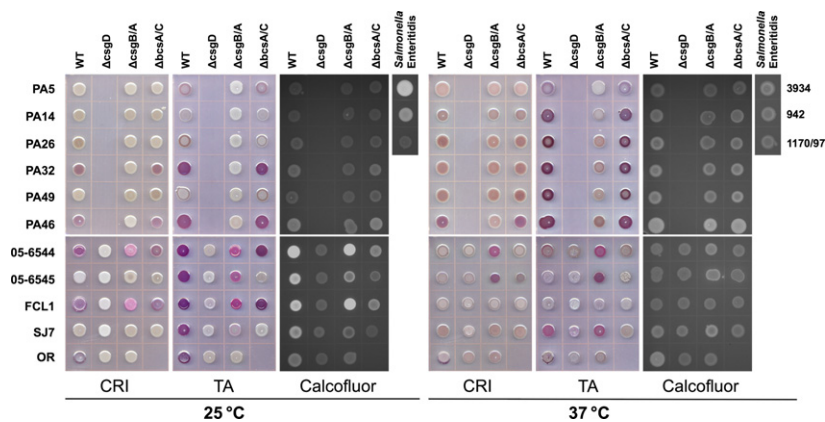 WT ΔcsgD ΔcsgB/A ΔbcsA/C WT ΔcsgD ΔcsgB/A ΔbcsA/C WT ΔcsgD ΔcsgB/A ΔbcsA/C Salmonella Enteritidis WT ΔcsgD ΔcsgB/A ΔbcsA/C WT ΔcsgD ΔcsgB/A ΔbcsA/C WT ΔcsgD ΔcsgB/A ΔbcsA/C Salmonella Enteritidis
PA5 3934
PA14 942
PA26 1170/97
PA32
PA49
PA46
05-6544
05-6545
FCL1
SJ7
OR
CRI TA Calcofluor CRI TA Calcofluor
25 ºC 37 ºC